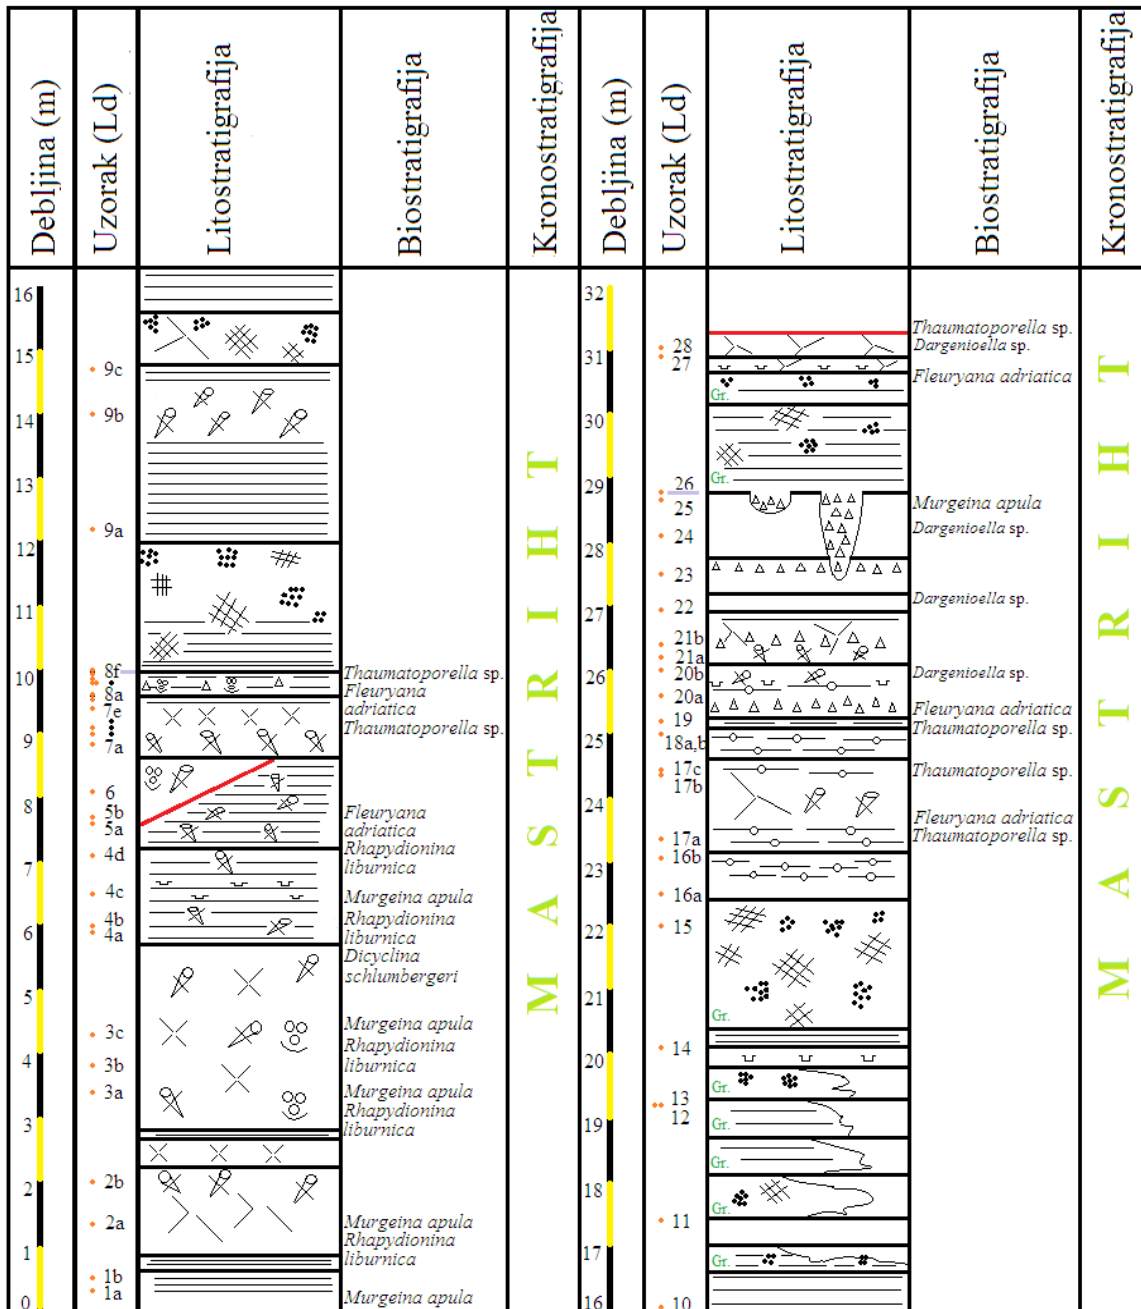 Debljina (m)
Uzorak (Ld)
Litostratigrafija
Biostratigrafija
Kronostratigrafija
Debljina (m)
Uzorak (Ld)
Litostratigrafija
Biostratigrafija
Kronostratigrafija
16
15
14
13
12
11
10
9
8
7
6
5
4
3
2
1
0
9c
9b
9a
8f
8a
7e
7a
6
5b
5a
4d
4c
4b
4a
3c
3b
3a
2b
2a
1b
1a
Thaumatoporella sp.
Fleuryana
adriatica
Thaumatoporella sp.
Fleuryana
adriatica
Rhapydionina
liburnica
Murgeina apula
Rhapydionina
liburnica
Dicyclina
schlumbergeri
Murgeina apula
Rhapydionina
liburnica
Murgeina apula
Rhapydionina
liburnica
Murgeina apula
Rhapydionina
liburnica
Murgeina apula
MASTRIHT
32
31
30
29
28
27
26
25
24
23
22
21
20
19
18
17
16
28
27
26
25
24
23
22
21b
21a
20b
20a
19
18a,b
17c
17b
17a
16b
16a
15
14
13
12
11
10
Gr.
Gr.
Gr.
Gr.
Gr.
Gr.
Gr.
Gr.
Thaumatoporella sp.
Dargenioella sp.
Fleuryana adriatica
Murgeina apula
Dargenioella sp.
Dargenioella sp.
Dargenioella sp.
Fleuryana adriatica
Thaumatoporella sp.
Thaumatoporella sp.
Fleuryana adriatica
Thaumatoporella sp.
MASTRIHT